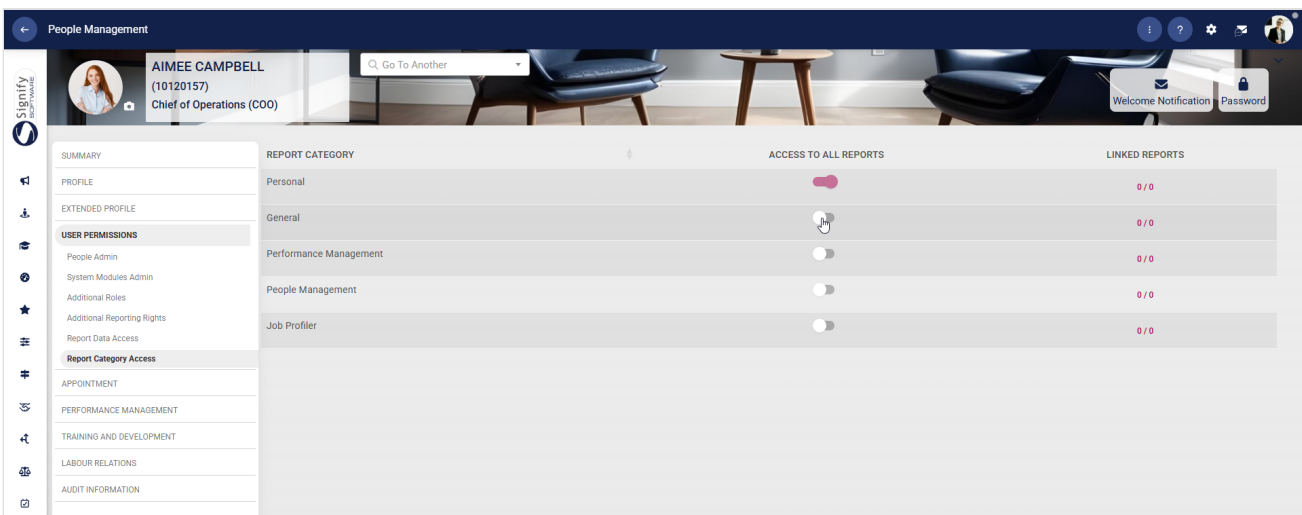 People Management
?
Signify
SOFTWARE
AIMEE CAMPBELL
(10120157)
Chief of Operations (COO)
Go To Another
Welcome Notification
Password
SUMMARY
PROFILE
EXTENDED PROFILE
USER PERMISSIONS
People Admin
System Modules Admin
Additional Roles
Additional Reporting Rights
Report Data Access
Report Category Access
APPOINTMENT
PERFORMANCE MANAGEMENT
TRAINING AND DEVELOPMENT
LABOUR RELATIONS
AUDIT INFORMATION
REPORT CATEGORY ACCESS TO ALL REPORTS LINKED REPORTS
Personal 0 / 0
General 0 / 0
Performance Management 0 / 0
People Management 0 / 0
Job Profiler 0 / 0